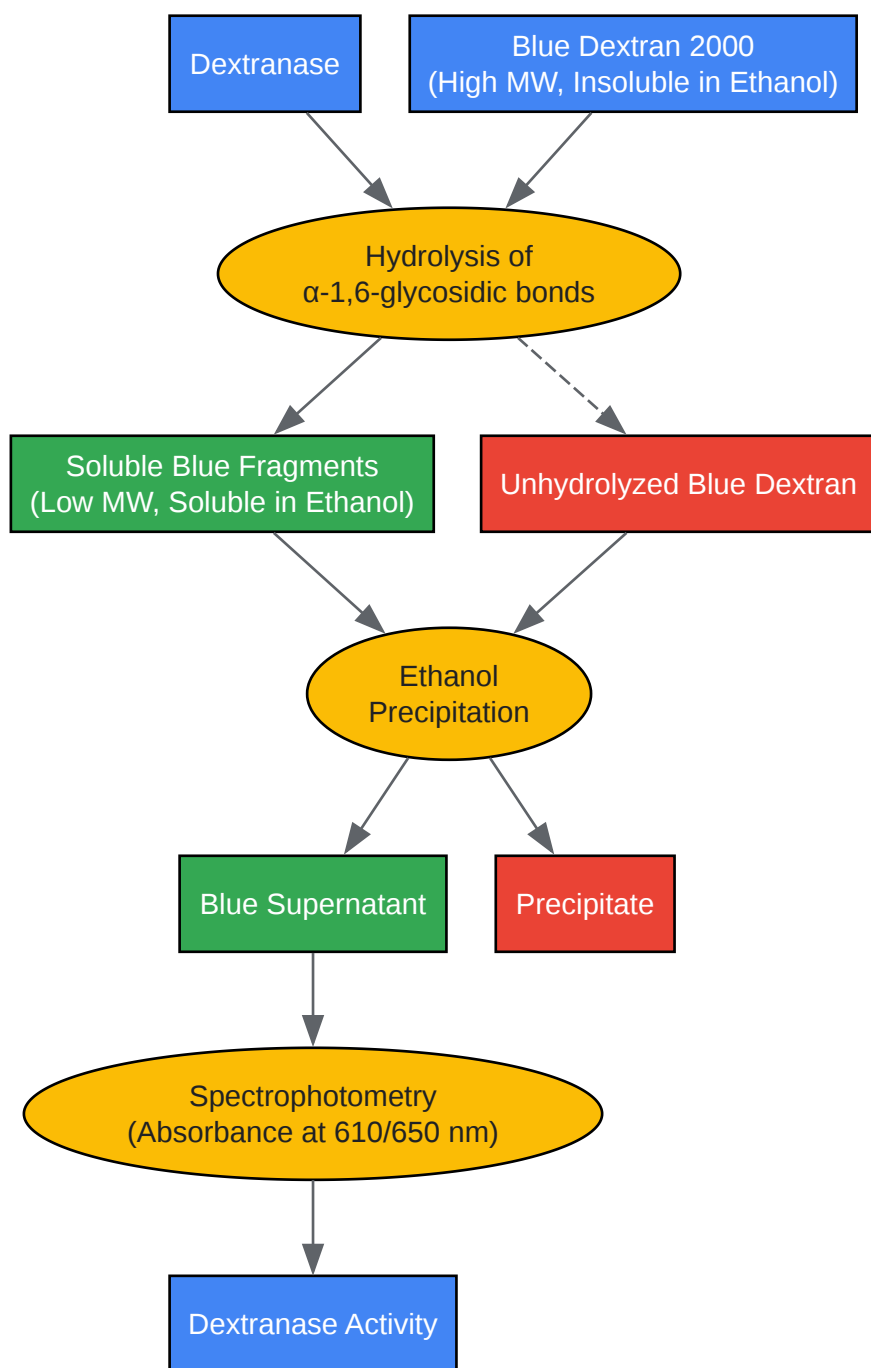 Dextranase
Blue Dextran 2000
(High MW, Insoluble in Ethanol)
Hydrolysis of
α-1,6-glycosidic bonds
Soluble Blue Fragments
(Low MW, Soluble in Ethanol)
Unhydrolyzed Blue Dextran
Ethanol
Precipitation
Blue Supernatant
Precipitate
Spectrophotometry
(Absorbance at 610/650 nm)
Dextranase Activity